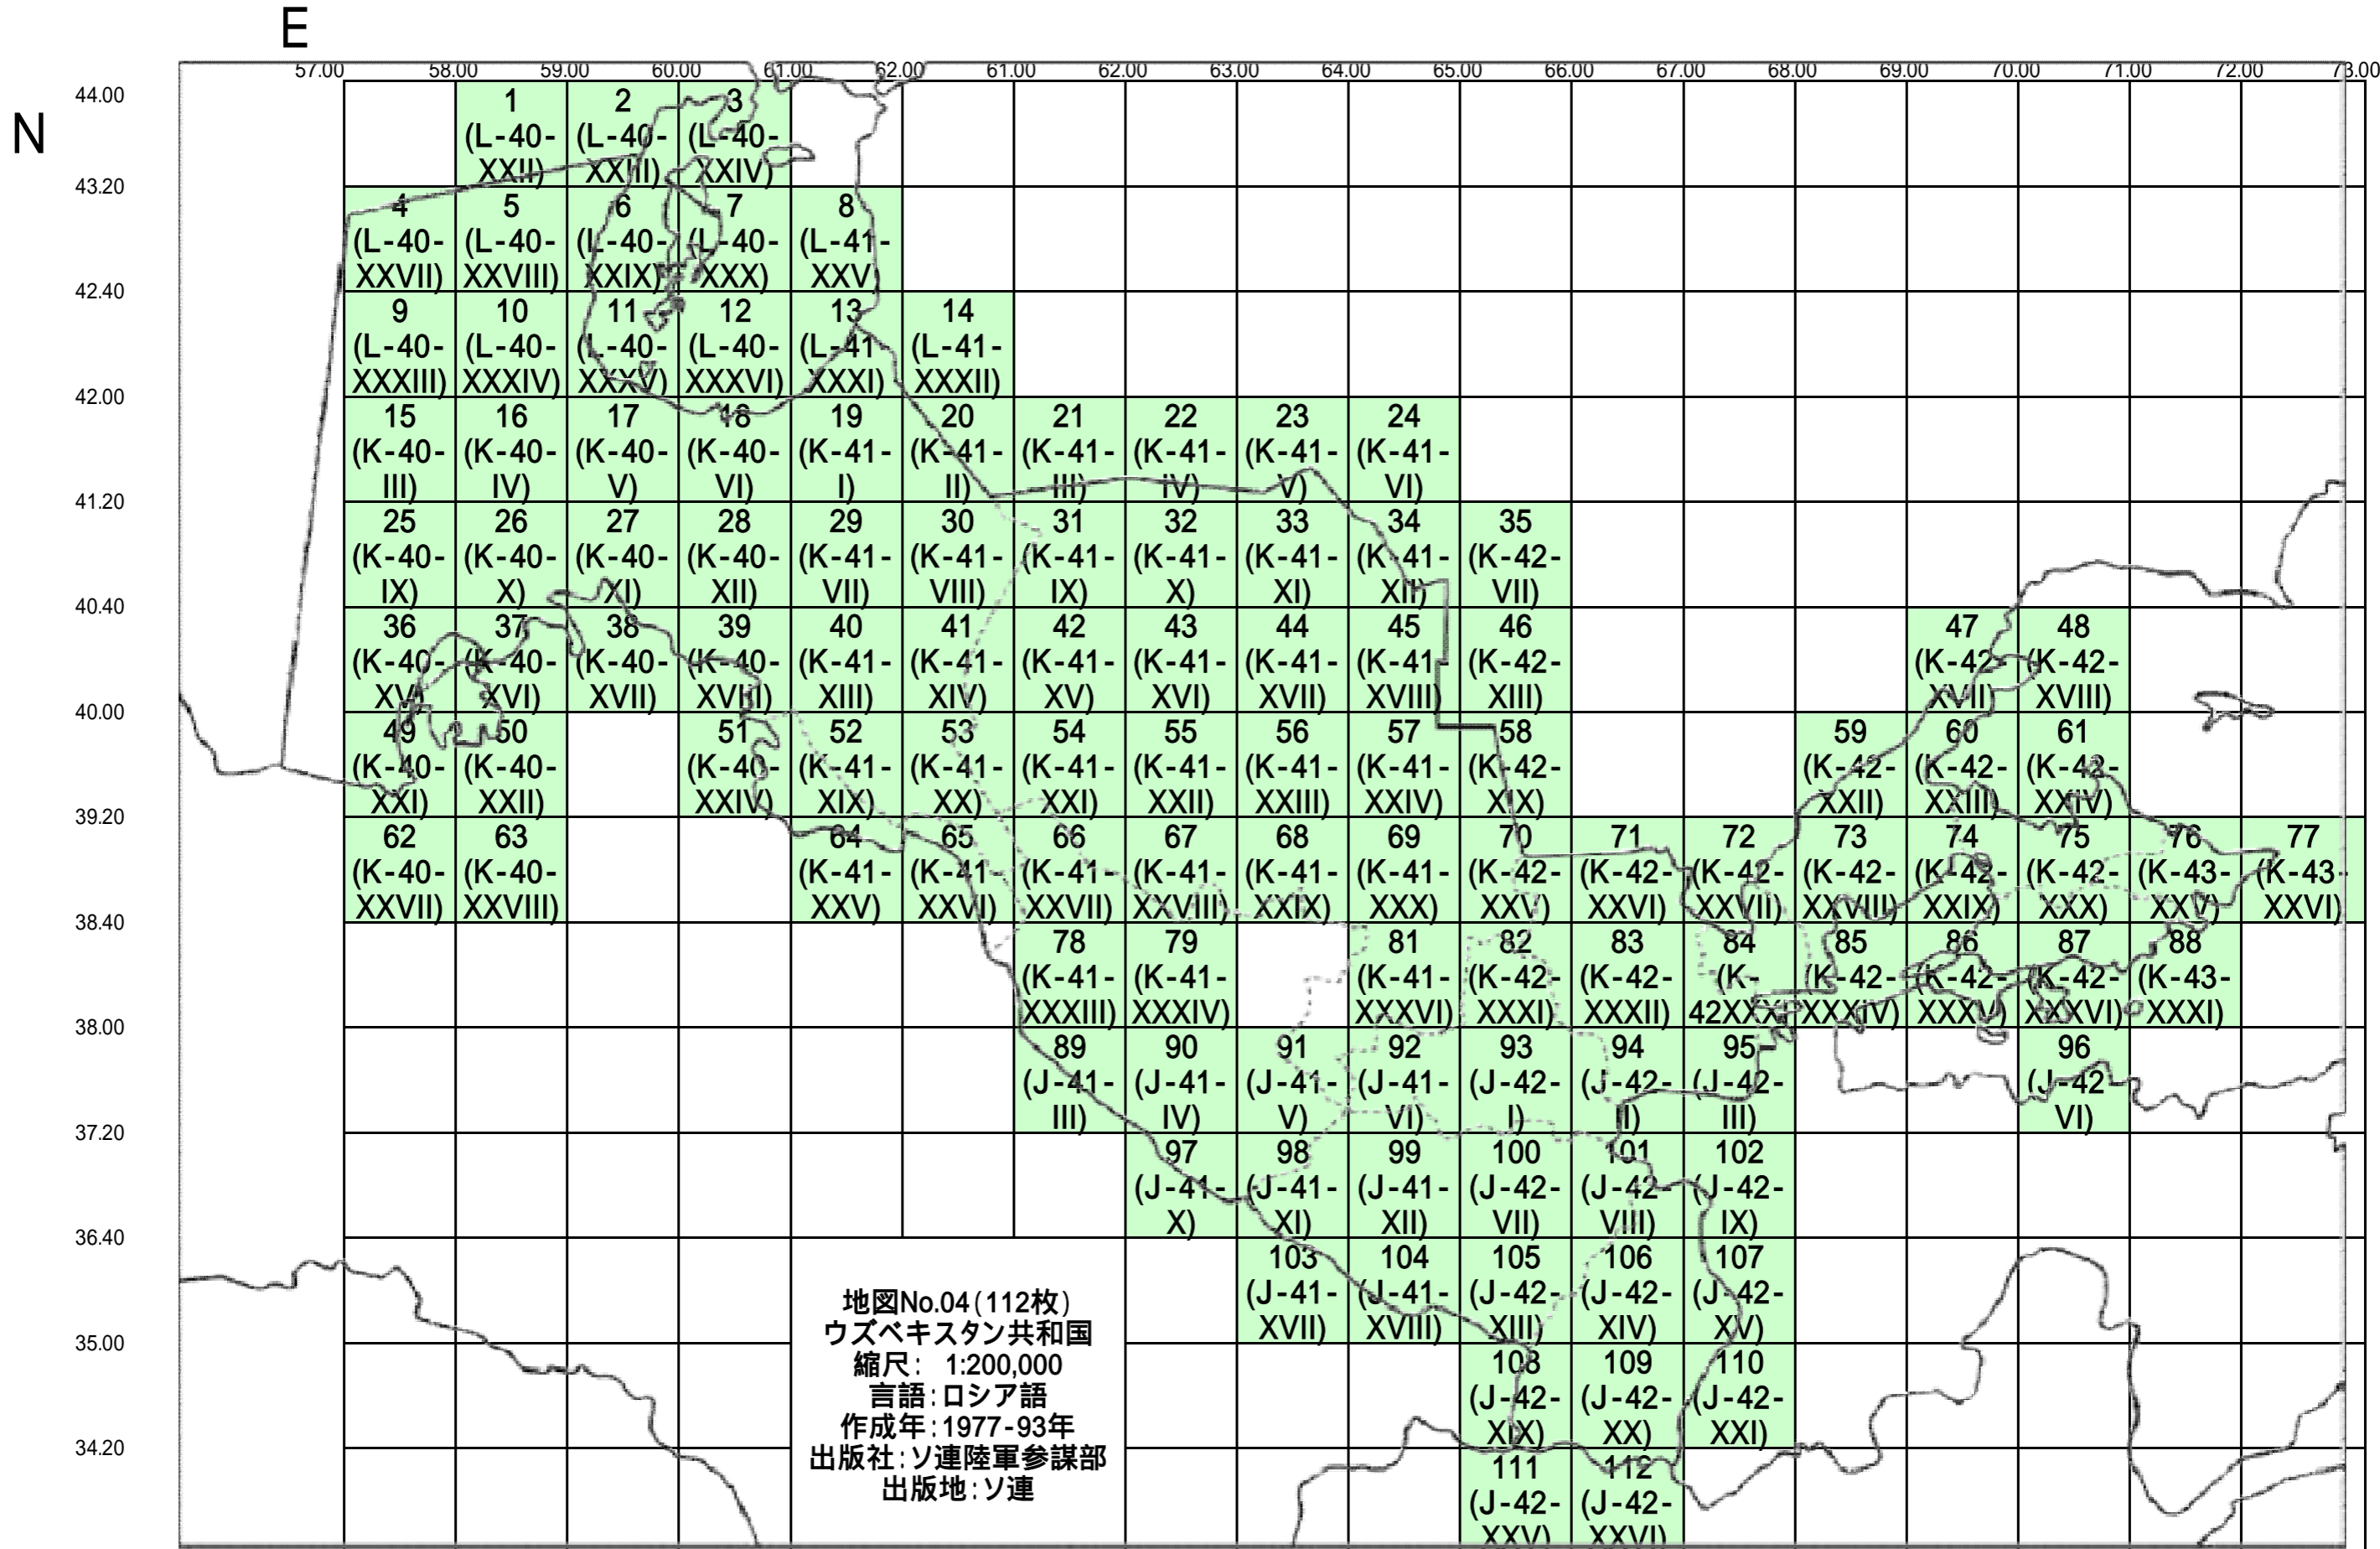 E
57.00 58.00 59.00 60.00 61.00 62.00 61.00 62.00 63.00 64.00 65.00 66.00 67.00 68.00 69.00 70.00 71.00 72.00 73.00
N
44.00
1 2 3
(L-40- (L-40- (L-40-
XXII) XXIII) XXIV)
43.20
4 5 6 7 8
(L-40- (L-40- (L-40- (L-40- (L-41-
XXVII) XXVIII) XXIX) XXX) XXV)
42.40
9 10 11 12 13 14
(L-40- (L-40- (L-40- (L-40- (L-41- (L-41-
XXXIII) XXXIV) XXXV) XXXVI) XXXI) XXXII)
42.00
15 16 17 18 19 20 21 22 23 24
(K-40- (K-40- (K-40- (K-40- (K-41- (K-41- (K-41- (K-41- (K-41- (K-41-
III) IV) V) VI) I) II) III) IV) V) VI)
41.20
25 26 27 28 29 30 31 32 33 34 35
(K-40- (K-40- (K-40- (K-40- (K-41- (K-41- (K-41- (K-41- (K-41- (K-41- (K-42-
IX) X) XI) XII) VII) VIII) IX) X) XI) XII) VII)
40.40
36 37 38 39 40 41 42 43 44 45 46 47 48
(K-40- (K-40- (K-40- (K-40- (K-41- (K-41- (K-41- (K-41- (K-41- (K-41- (K-42- (K-42- (K-42-
XV) XVI) XVII) XVIII) XIII) XIV) XV) XVI) XVII) XVIII) XIII) XVII) XVIII)
40.00
49 50 51 52 53 54 55 56 57 58 59 60 61
(K-40- (K-40- (K-40- (K-41- (K-41- (K-41- (K-41- (K-41- (K-41- (K-42- (K-42- (K-42- (K-42-
XXI) XXII) XXIV) XIX) XX) XXI) XXII) XXIII) XXIV) XIX) XXII) XXIII) XXIV)
39.20
62 63 64 65 66 67 68 69 70 71 72 73 74 75 76 77
(K-40- (K-40- (K-41- (K-41- (K-41- (K-41- (K-41- (K-41- (K-42- (K-42- (K-42- (K-42- (K-42- (K-42- (K-43- (K-43-
XXVII) XXVIII) XXV) XXVI) XXVII) XXVIII) XXIX) XXX) XXV) XXVI) XXVII) XXVIII) XXIX) XXX) XXV) XXVI)
38.40
78 79 81 82 83 84 85 86 87 88
(K-41- (K-41- (K-41- (K-42- (K-42- (K- (K-42- (K-42- (K-42- (K-43-
XXXIII) XXXIV) XXXVI) XXXI) XXXII) XXXIV) XXXV) XXXVI) XXXI)
38.00
89 90 91 92 93 94 95 96
(J-41- (J-41- (J-41- (J-41- (J-42- (J-42- (J-42- (J-42
III) IV) V) VI) I) II) III) VI)
37.20
97 98 99 100 101 102
(J-41- (J-41- (J-41- (J-42- (J-42- (J-42-
X) XI) XII) VII) VIII) IX)
36.40
103 104 105 106 107
(J-41- (J-41- (J-42- (J-42- (J-42-
XVII) XVIII) XIII) XIV) XV)
35.00
108 109 110
(J-42- (J-42- (J-42-
XIX) XX) XXI)
34.20
111 112
(J-42- (J-42-
XXV) XXVI)
地図No.04(112枚)
ウズベキスタン共和国
縮尺: 1:200,000
言語:ロシア語
作成年:1977-93年
出版社:ソ連陸軍参謀部
出版地:ソ連